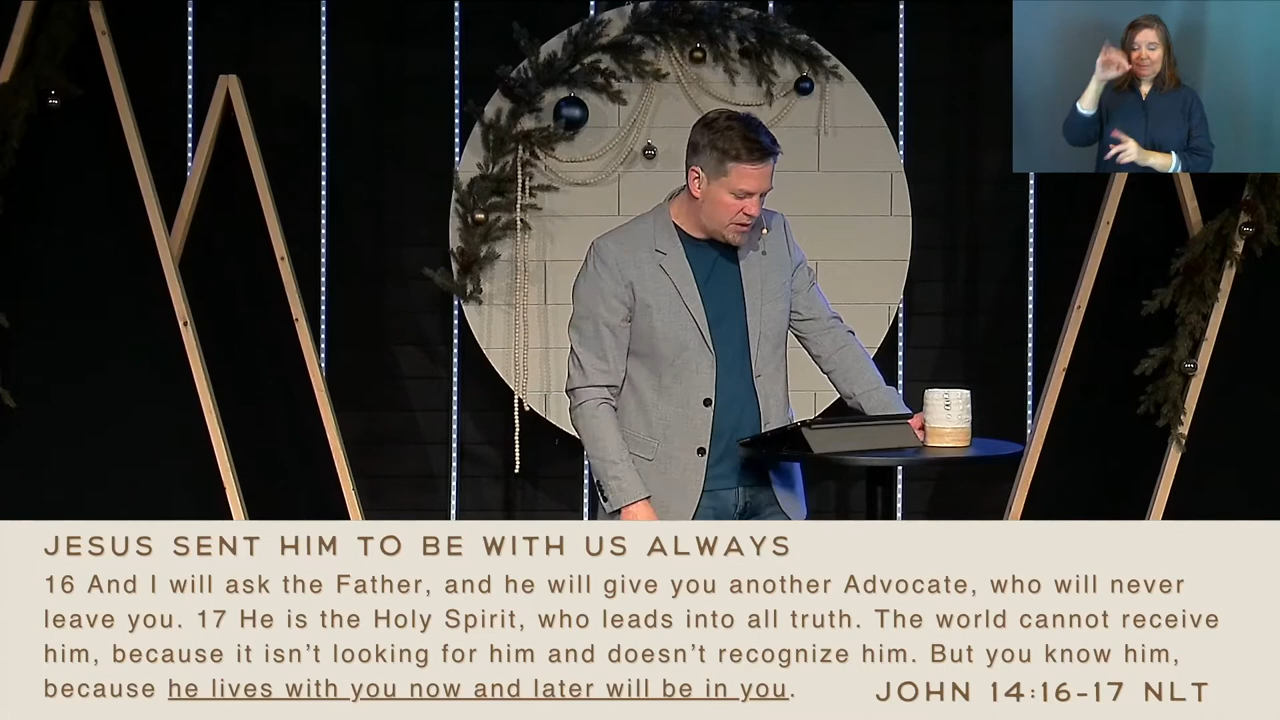 JESUS SENT HIM TO BE WITH US ALWAYS
16 And I will ask the Father, and he will give you another Advocate, who will never
leave you. 17 He is the Holy Spirit, who leads into all truth. The world cannot receive
him, because it isn’t looking for him and doesn’t recognize him. But you know him,
because he lives with you now and later will be in you.
JOHN 14:16-17 NLT